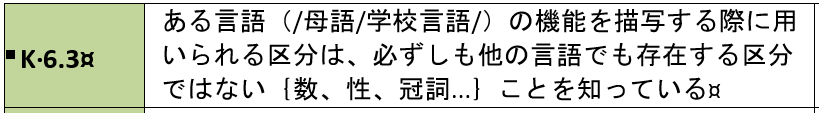 K·6.3¤
ある言語（/母語/学校言語/）の機能を描写する際に用
いられる区分は、必ずしも他の言語でも存在する区分
ではない｛数、性、冠詞…｝ことを知っている¤